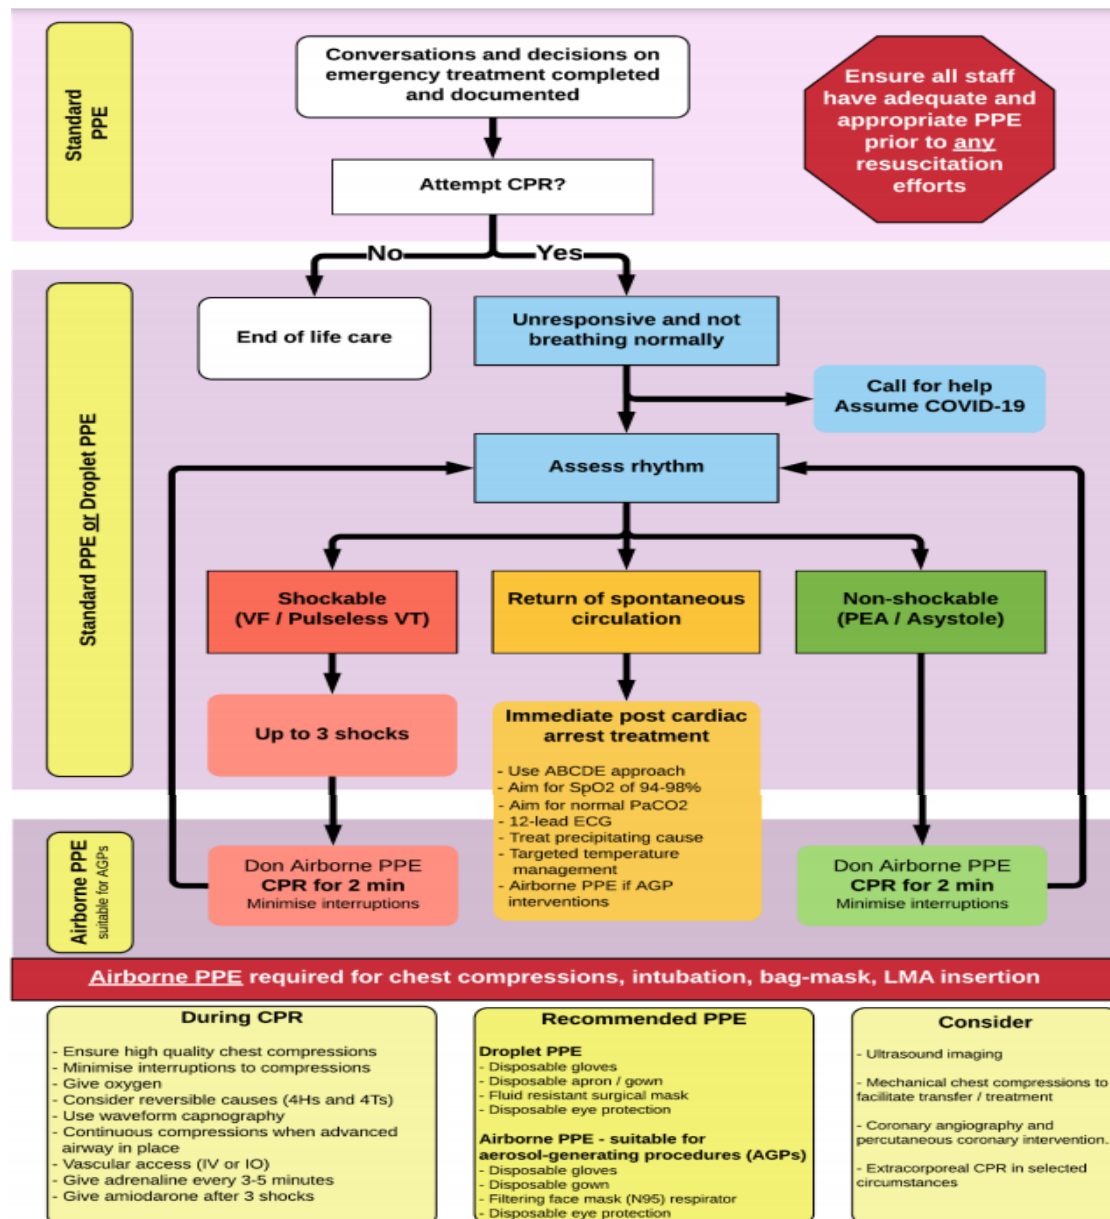 Standard
PPE
Conversations and decisions on
emergency treatment completed
and documented
Ensure all staff
have adequate and
appropriate PPE
prior to any
resuscitation
efforts
Attempt CPR?
No
Yes
Standard PPE or Droplet PPE
End of life care
Unresponsive and not
breathing normally
Call for help
Assume COVID-19
Assess rhythm
Shockable
(VF / Pulseless VT)
Return of spontaneous
circulation
Non-shockable
(PEA / Asystole)
Up to 3 shocks
Immediate post cardiac
arrest treatment
- Use ABCDE approach
- Aim for SpO2 of 94-98%
- Aim for normal PaCO2
- 12-lead ECG
- Treat precipitating cause
- Targeted temperature
management
- Airborne PPE if AGP
interventions
Airborne PPE
suitable for AGPs
Don Airborne PPE
CPR for 2 min
Minimise interruptions
Don Airborne PPE
CPR for 2 min
Minimise interruptions
Airborne PPE required for chest compressions, intubation, bag-mask, LMA insertion
During CPR
- Ensure high quality chest compressions
- Minimise interruptions to compressions
- Give oxygen
- Consider reversible causes (4Hs and 4Ts)
- Use waveform capnography
- Continuous compressions when advanced
airway in place
- Vascular access (IV or IO)
- Give adrenaline every 3-5 minutes
- Give amiodarone after 3 shocks
Recommended PPE
Droplet PPE
- Disposable gloves
- Disposable apron / gown
- Fluid resistant surgical mask
- Disposable eye protection
Airborne PPE - suitable for
aerosol-generating procedures (AGPs)
- Disposable gloves
- Disposable gown
- Filtering face mask (N95) respirator
- Disposable eye protection
Consider
- Ultrasound imaging
- Mechanical chest compressions to
facilitate transfer / treatment
- Coronary angiography and
percutaneous coronary intervention.
- Extracorporeal CPR in selected
circumstances